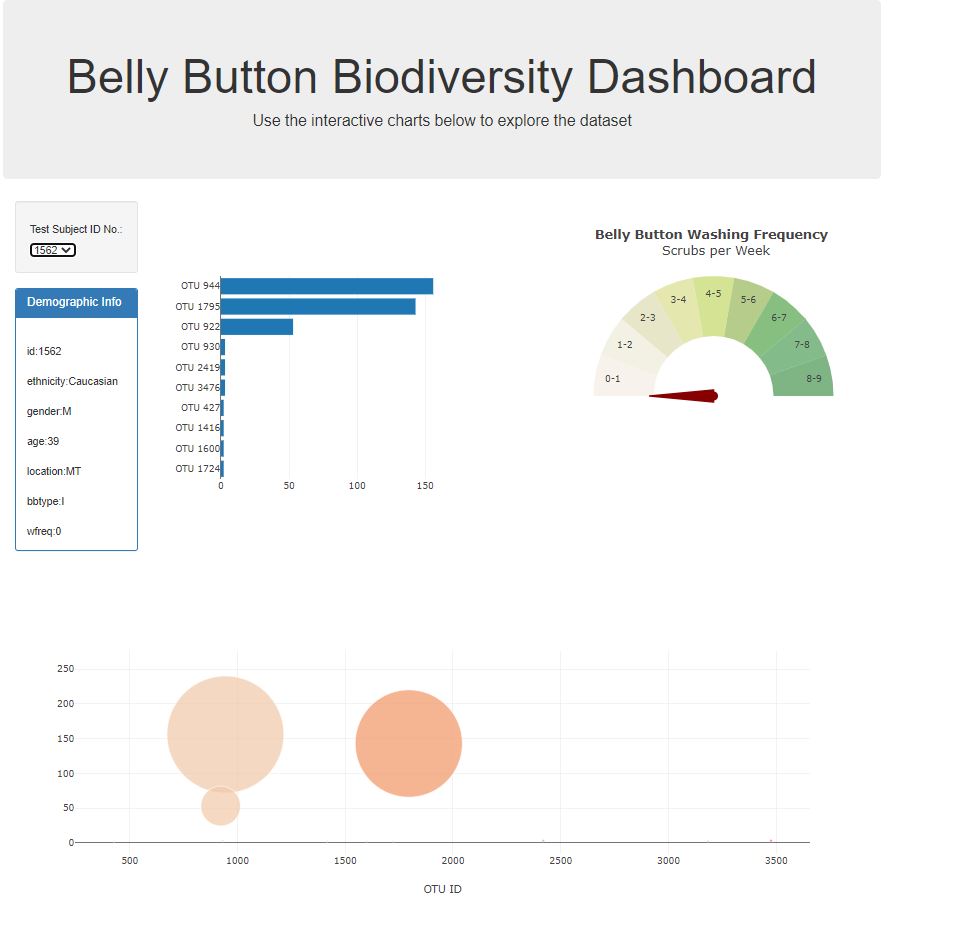 Belly Button Biodiversity Dashboard
Use the interactive charts below to explore the dataset
Test Subject ID No.:
1562
Demographic Info
id:1562
ethnicity:Caucasian
gender:M
age:39
location:MT
bbtype:I
wfreq:0
OTU 944
OTU 1795
OTU 922
OTU 930
OTU 2419
OTU 3476
OTU 427
OTU 1416
OTU 1600
OTU 1724
0 50 100 150
Belly Button Washing Frequency
Scrubs per Week
0-1
1-2
2-3
3-4
4-5
5-6
6-7
7-8
8-9
250
200
150
100
50
0
500 1000 1500 2000 2500 3000 3500
OTU ID